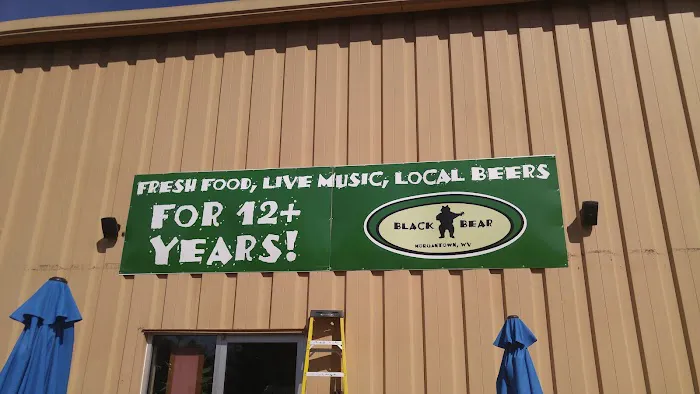 FRESH FOOD, LIVE MUSIC, LOCAL BEERS
FOR 12+
YEARS!
BLACK BEAR
MORGANTOWN, WV